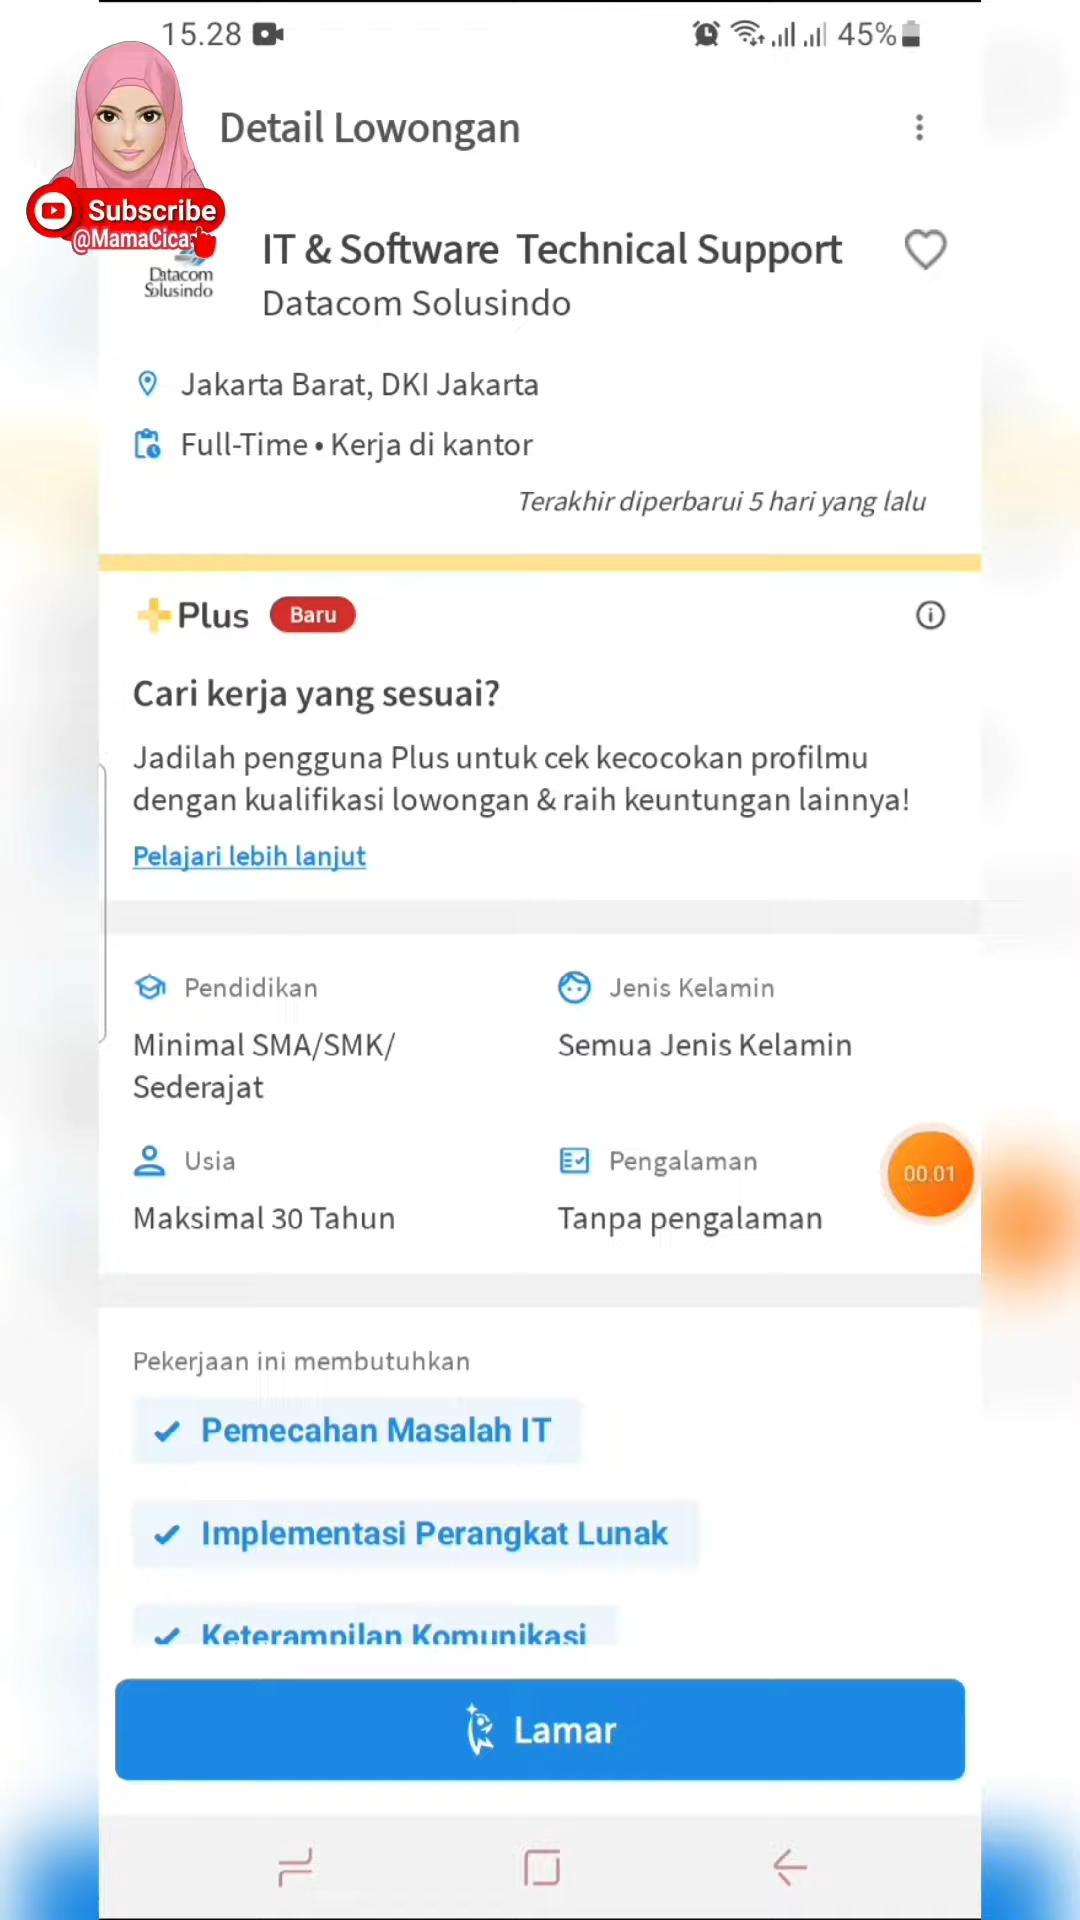 15.28
45%
Detail Lowongan
Subscribe
@MamaCica
IT & Software Technical Support
Datacom
Solusindo
Datacom Solusindo
Jakarta Barat, DKI Jakarta
Full-Time • Kerja di kantor
Terakhir diperbarui 5 hari yang lalu
Plus
Baru
Cari kerja yang sesuai?
Jadilah pengguna Plus untuk cek kecocokan profilmu
dengan kualifikasi lowongan & raih keuntungan lainnya!
Pelajari lebih lanjut
Pendidikan
Jenis Kelamin
Minimal SMA/SMK/
Sederajat
Semua Jenis Kelamin
Usia
Pengalaman
Maksimal 30 Tahun
Tanpa pengalaman
00.01
Pekerjaan ini membutuhkan
Pemecahan Masalah IT
Implementasi Perangkat Lunak
Keterampilan Komunikasi
Lamar